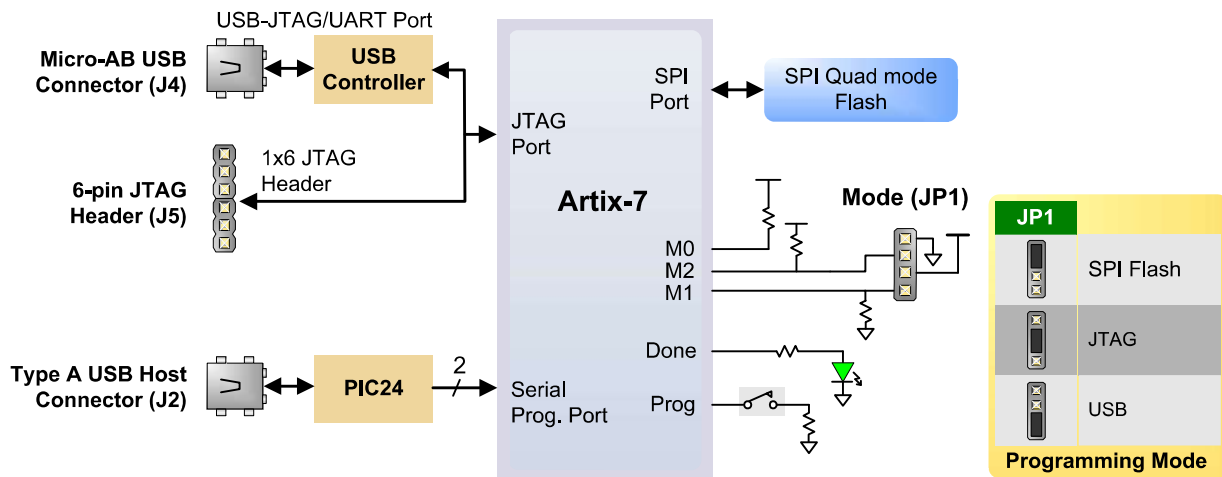 USB-JTAG/UART Port
Micro-AB USB
Connector (J4)
USB
Controller
SPI
Port
SPI Quad mode
Flash
JTAG
Port
1x6 JTAG
Header
6-pin JTAG
Header (J5)
Artix-7
Mode (JP1)
M0
M2
M1
JP1
SPI Flash
JTAG
USB
Programming Mode
Done
Type A USB Host
Connector (J2)
PIC24
2
Serial
Prog. Port
Prog